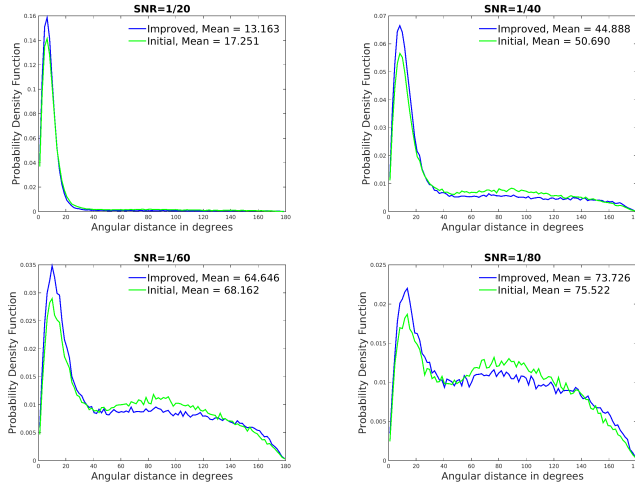 SNR=1/20
Improved, Mean = 13.163
Initial, Mean = 17.251
Probability Density Function
0.16
0.14
0.12
0.1
0.08
0.06
0.04
0.02
0
0 20 40 60 80 100 120 140 160 180
Angular distance in degrees
SNR=1/40
Improved, Mean = 44.888
Initial, Mean = 50.690
Probability Density Function
0.07
0.06
0.05
0.04
0.03
0.02
0.01
0
0 20 40 60 80 100 120 140 160 180
Angular distance in degrees
SNR=1/60
Improved, Mean = 64.646
Initial, Mean = 68.162
Probability Density Function
0.035
0.03
0.025
0.02
0.015
0.01
0.005
0
0 20 40 60 80 100 120 140 160 180
Angular distance in degrees
SNR=1/80
Improved, Mean = 73.726
Initial, Mean = 75.522
Probability Density Function
0.025
0.02
0.015
0.01
0.005
0
0 20 40 60 80 100 120 140 160 180
Angular distance in degrees